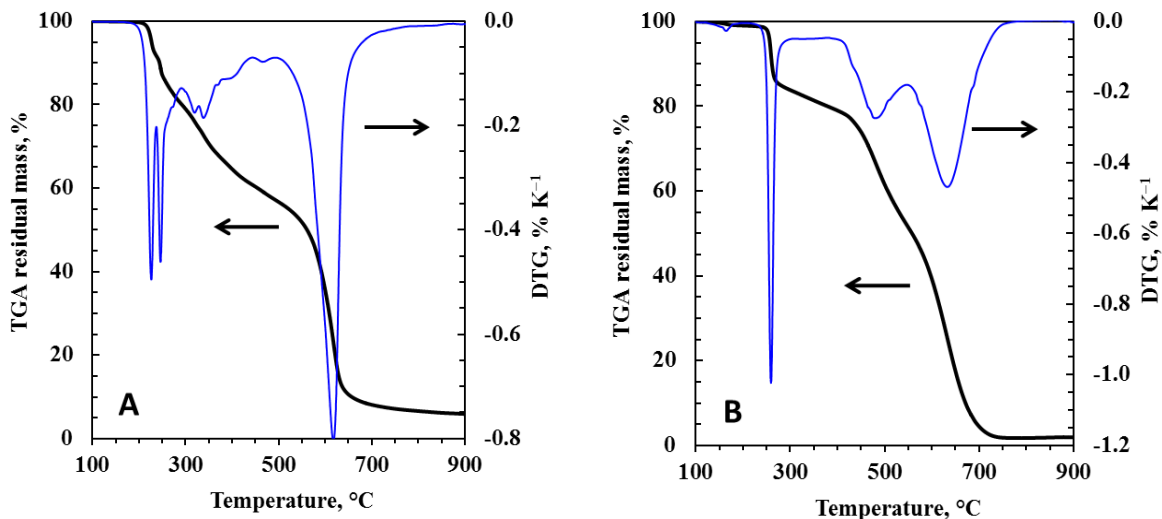 100
80
60
40
20
0
TGA residual mass, %
0.0
-0.2
-0.4
-0.6
-0.8
DTG, % K⁻¹
A
100 300 500 700 900
Temperature, °C
100
80
60
40
20
0
TGA residual mass, %
0.0
-0.2
-0.4
-0.6
-0.8
-1.0
-1.2
DTG, % K⁻¹
B
100 300 500 700 900
Temperature, °C